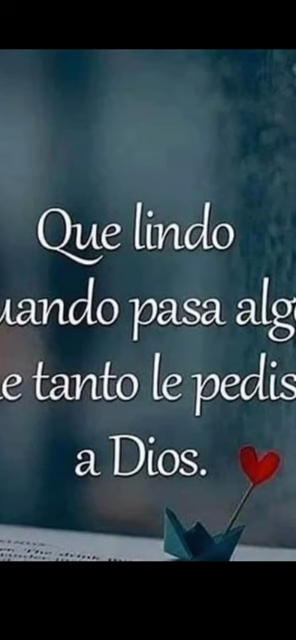 Que lindo
uando pasa alg
e tanto le pedis
a Dios.